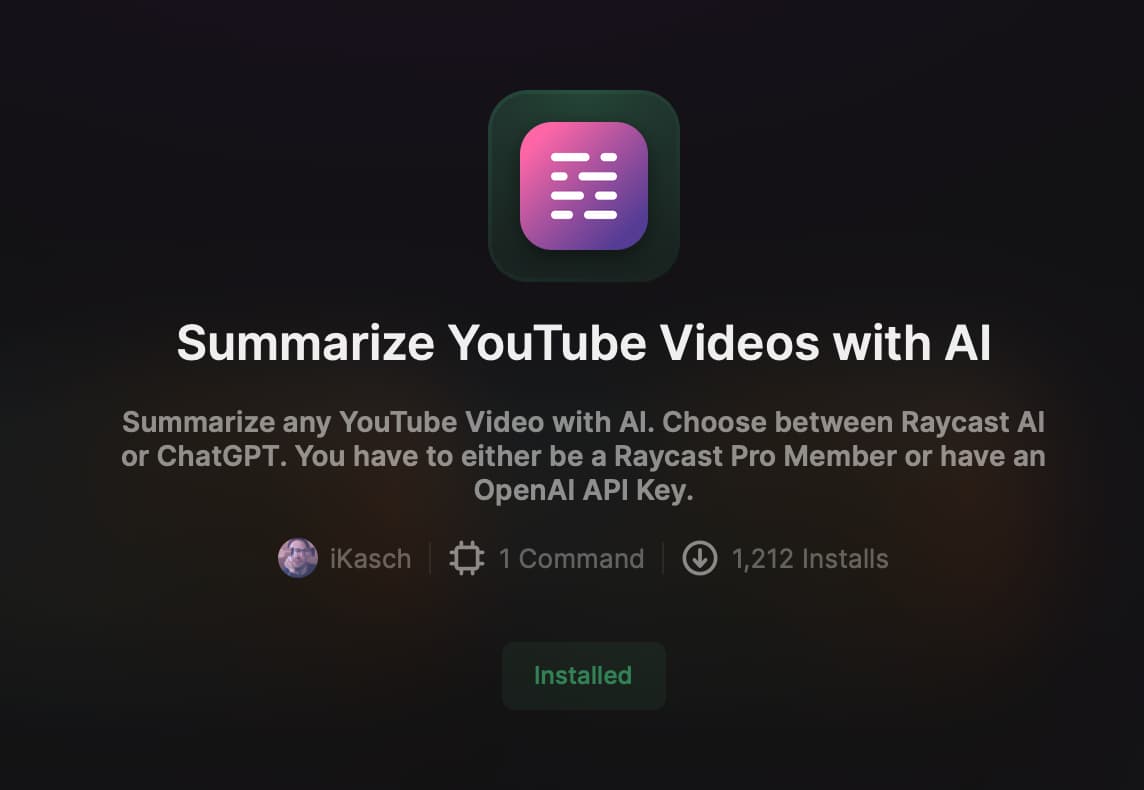 Summarize YouTube Videos with AI
Summarize any YouTube Video with AI. Choose between Raycast AI
or ChatGPT. You have to either be a Raycast Pro Member or have an
OpenAI API Key.
iKasch 1 Command 1,212 Installs
Installed